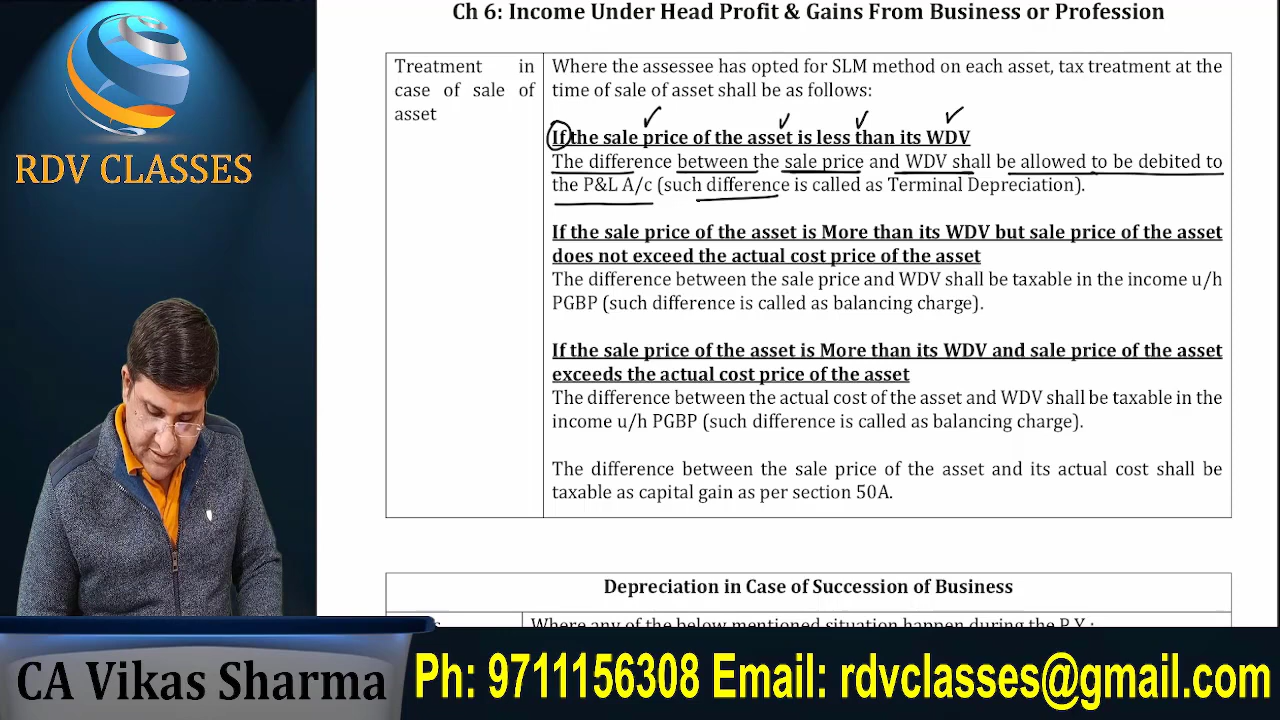 Ch 6: Income Under Head Profit & Gains From Business or Profession
RDV CLASSES
Treatment in
case of sale of
asset
Where the assessee has opted for SLM method on each asset, tax treatment at the
time of sale of asset shall be as follows:
If the sale price of the asset is less than its WDV
The difference between the sale price and WDV shall be allowed to be debited to
the P&L A/c (such difference is called as Terminal Depreciation).
If the sale price of the asset is More than its WDV but sale price of the asset
does not exceed the actual cost price of the asset
The difference between the sale price and WDV shall be taxable in the income u/h
PGBP (such difference is called as balancing charge).
If the sale price of the asset is More than its WDV and sale price of the asset
exceeds the actual cost price of the asset
The difference between the actual cost of the asset and WDV shall be taxable in the
income u/h PGBP (such difference is called as balancing charge).
The difference between the sale price of the asset and its actual cost shall be
taxable as capital gain as per section 50A.
Depreciation in Case of Succession of Business
Where any of the below mentioned situation happen during the P.Y.:
CA Vikas Sharma
Ph: 9711156308 Email: rdvclasses@gmail.com